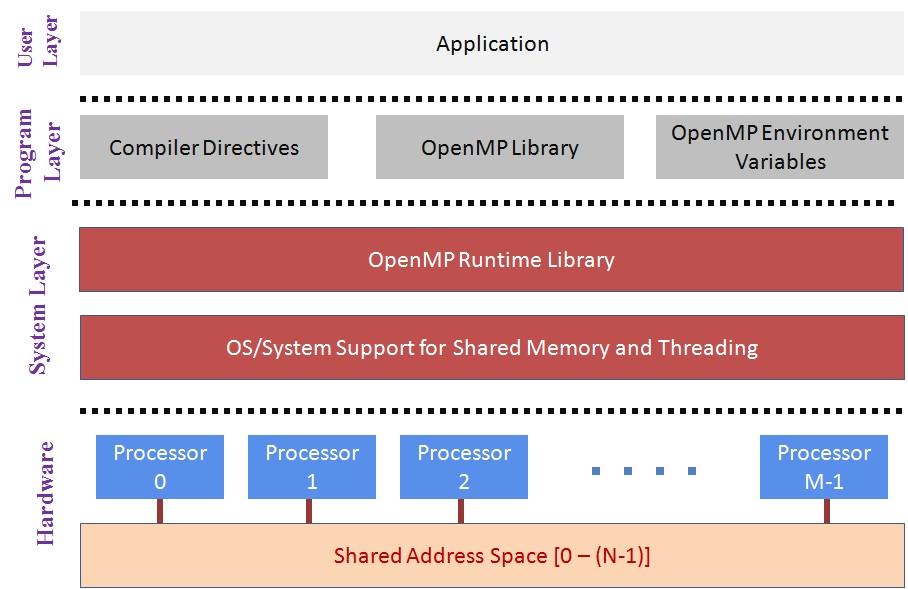 User
Layer
Application
Program
Layer
Compiler Directives
OpenMP Library
OpenMP Environment
Variables
System Layer
OpenMP Runtime Library
OS/System Support for Shared Memory and Threading
Hardware
Processor
0
Processor
1
Processor
2
Processor
M-1
Shared Address Space [0 – (N-1)]